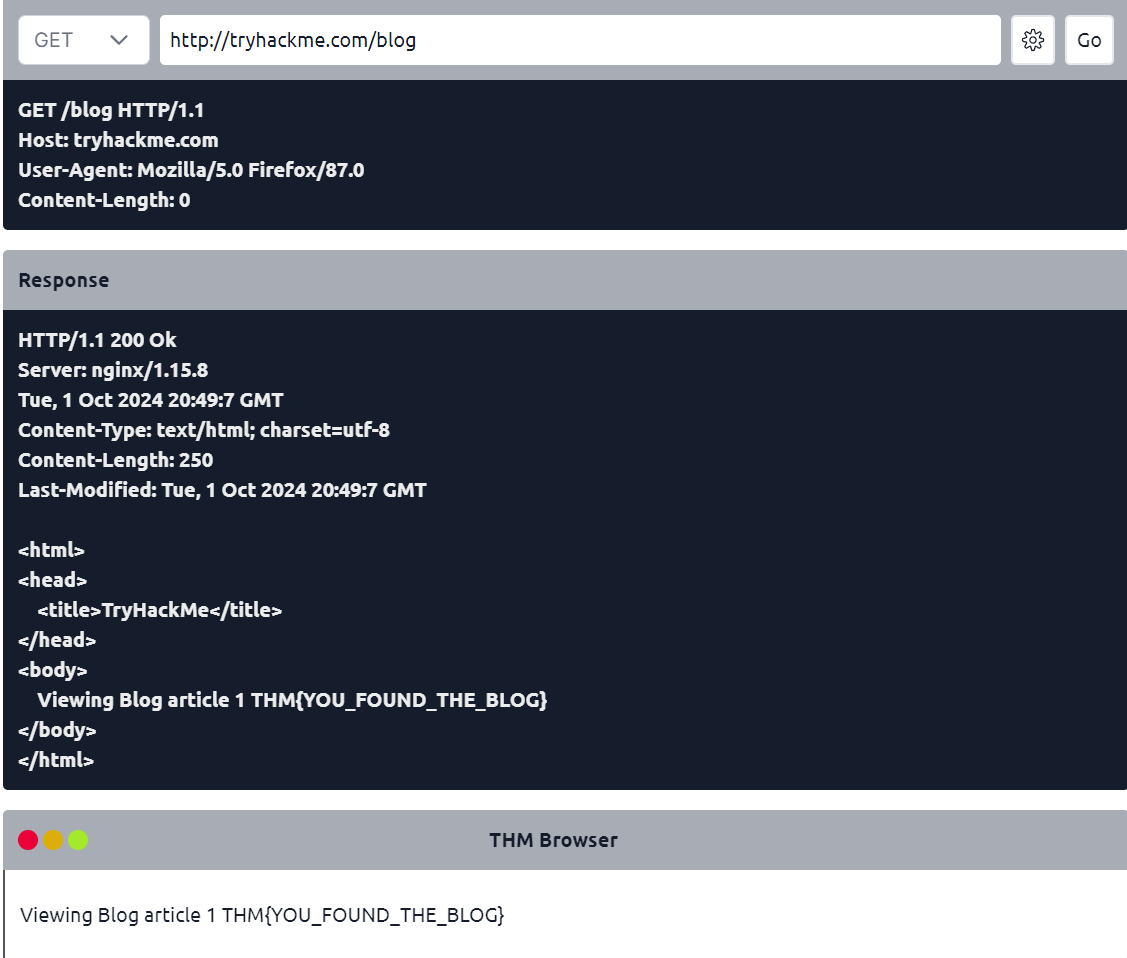 GET
http://tryhackme.com/blog
Go
GET /blog HTTP/1.1
Host: tryhackme.com
User-Agent: Mozilla/5.0 Firefox/87.0
Content-Length: 0
Response
HTTP/1.1 200 Ok
Server: nginx/1.15.8
Tue, 1 Oct 2024 20:49:7 GMT
Content-Type: text/html; charset=utf-8
Content-Length: 250
Last-Modified: Tue, 1 Oct 2024 20:49:7 GMT
<html>
<head>
<title>TryHackMe</title>
</head>
<body>
Viewing Blog article 1 THM{YOU_FOUND_THE_BLOG}
</body>
</html>
THM Browser
Viewing Blog article 1 THM{YOU_FOUND_THE_BLOG}